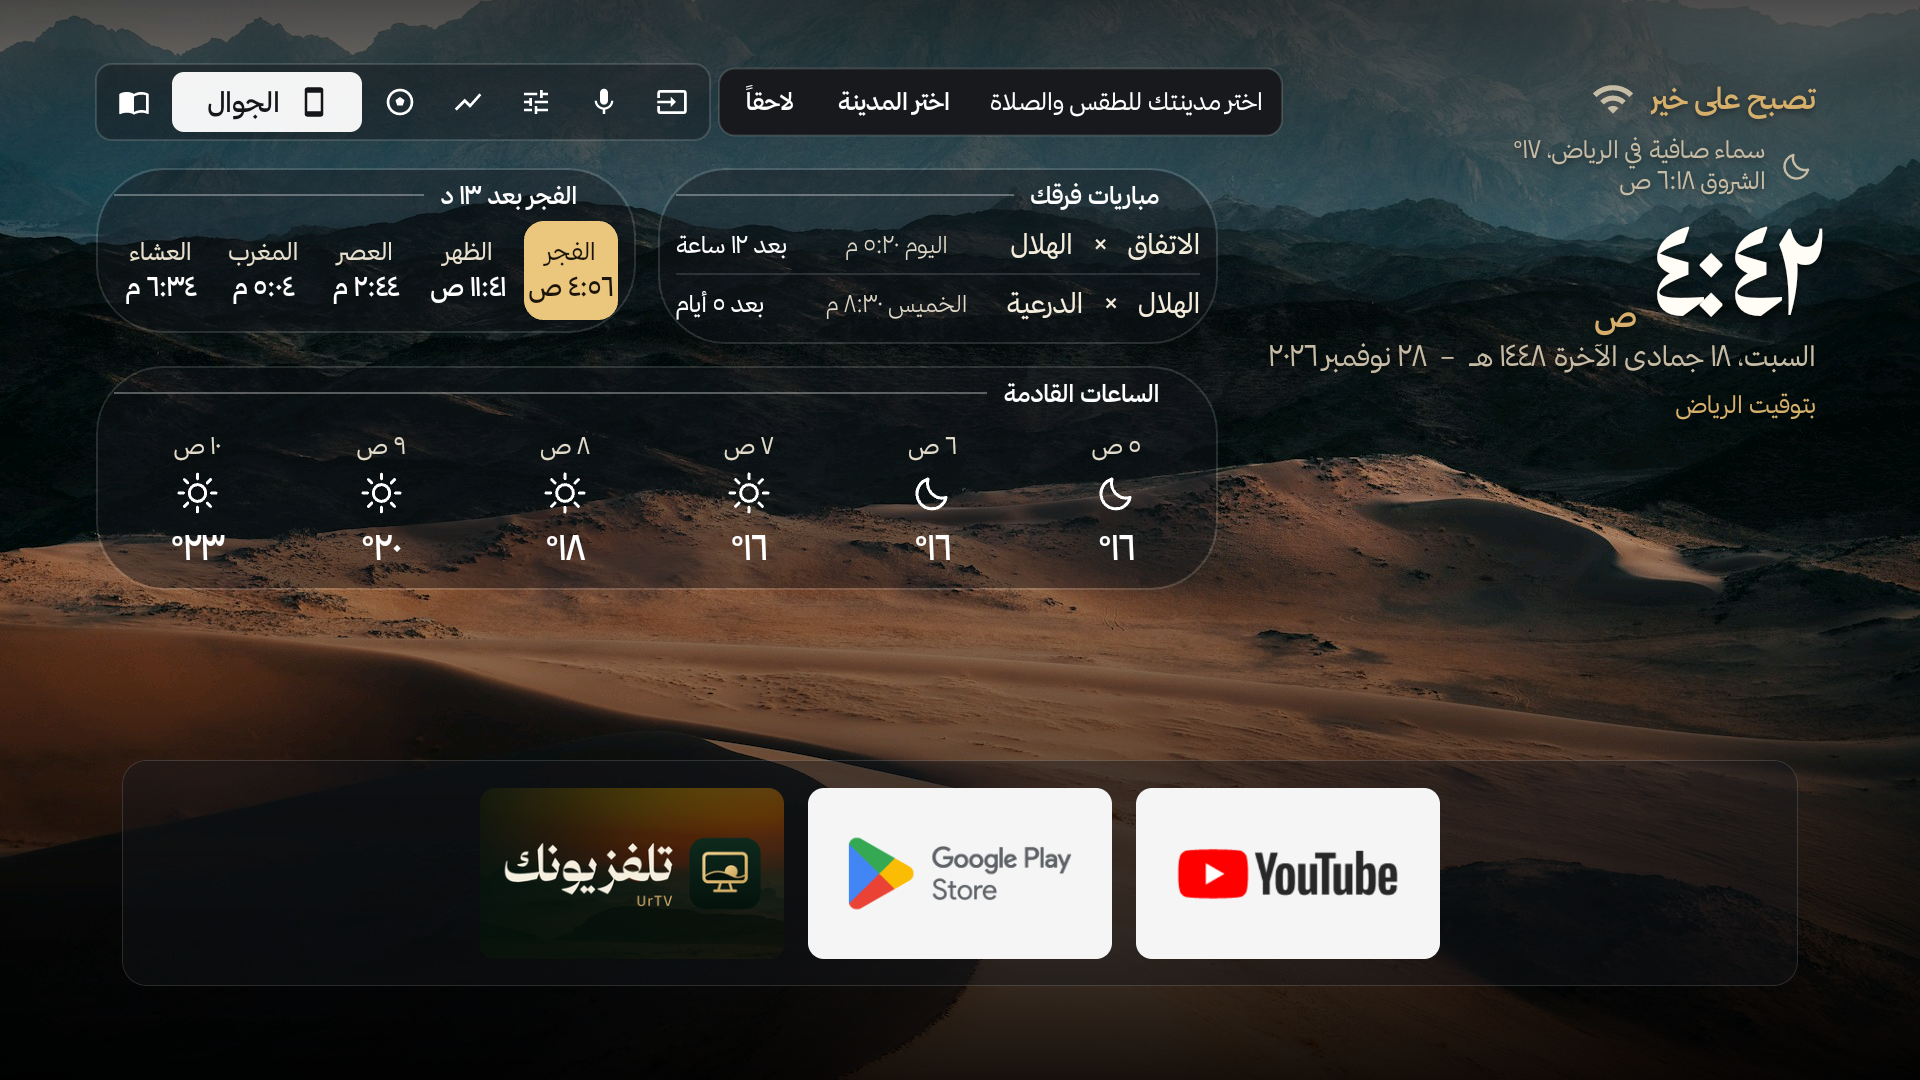 تصبح على خير
سماء صافية في الرياض، ١٧°
الشروق ٦:١٨ ص
٤:٤٢ ص
السبت، ١٨ جمادى الآخرة ١٤٤٨ هـ – ٢٨ نوفمبر ٢٠٢٦
بتوقيت الرياض
اختر مدينتك للطقس والصلاة اختر المدينة لاحقاً
الجوال
مباريات فرقك
الاتفاق × الهلال اليوم ٥:٢٠ م بعد ١٢ ساعة
الهلال × الدرعية الخميس ٨:٣٠ م بعد ٥ أيام
الفجر بعد ١٣ د
الفجر الظهر العصر المغرب العشاء
٤:٥٦ ص ١١:٤١ ص ٢:٤٤ م ٥:٠٤ م ٦:٣٤ م
الساعات القادمة
٥ ص ٦ ص ٧ ص ٨ ص ٩ ص ١٠ ص
١٦° ١٦° ١٦° ١٨° ٢٠° ٢٣°
YouTube
Google Play
Store
تلفزيونك
UrTV